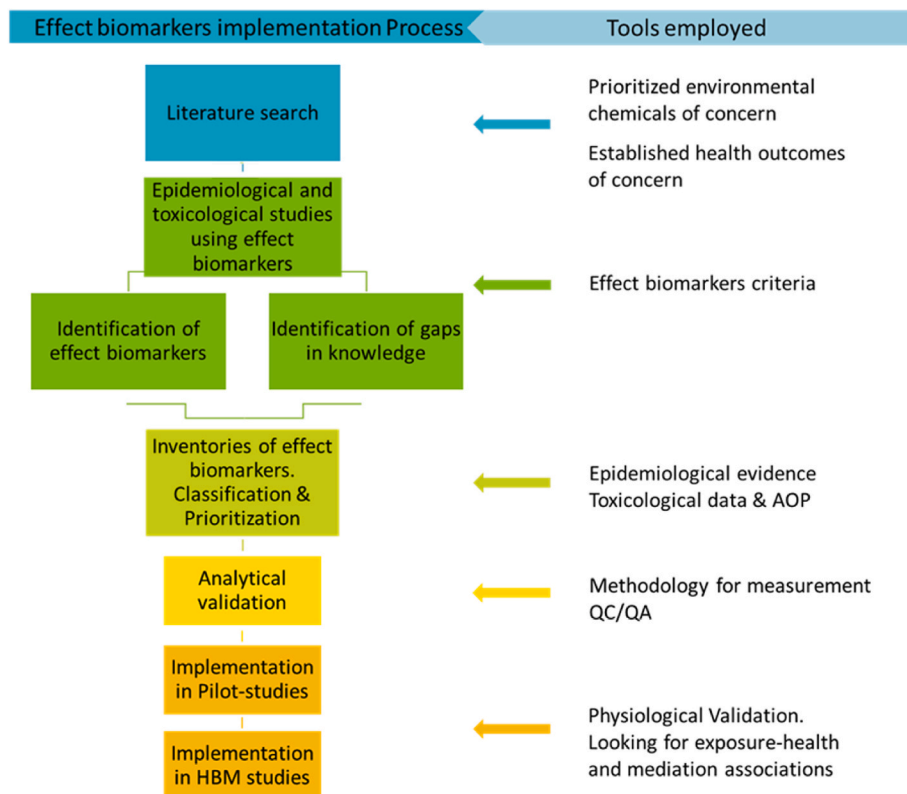 Effect biomarkers implementation Process
Tools employed
Literature search
Prioritized environmental
chemicals of concern
Established health outcomes
of concern
Epidemiological and
toxicological studies
using effect
biomarkers
Effect biomarkers criteria
Identification of
effect biomarkers
Identification of gaps
in knowledge
Inventories of effect
biomarkers.
Classification &
Prioritization
Epidemiological evidence
Toxicological data & AOP
Analytical
validation
Methodology for measurement
QC/QA
Implementation
in Pilot-studies
Implementation
in HBM studies
Physiological Validation.
Looking for exposure-health
and mediation associations